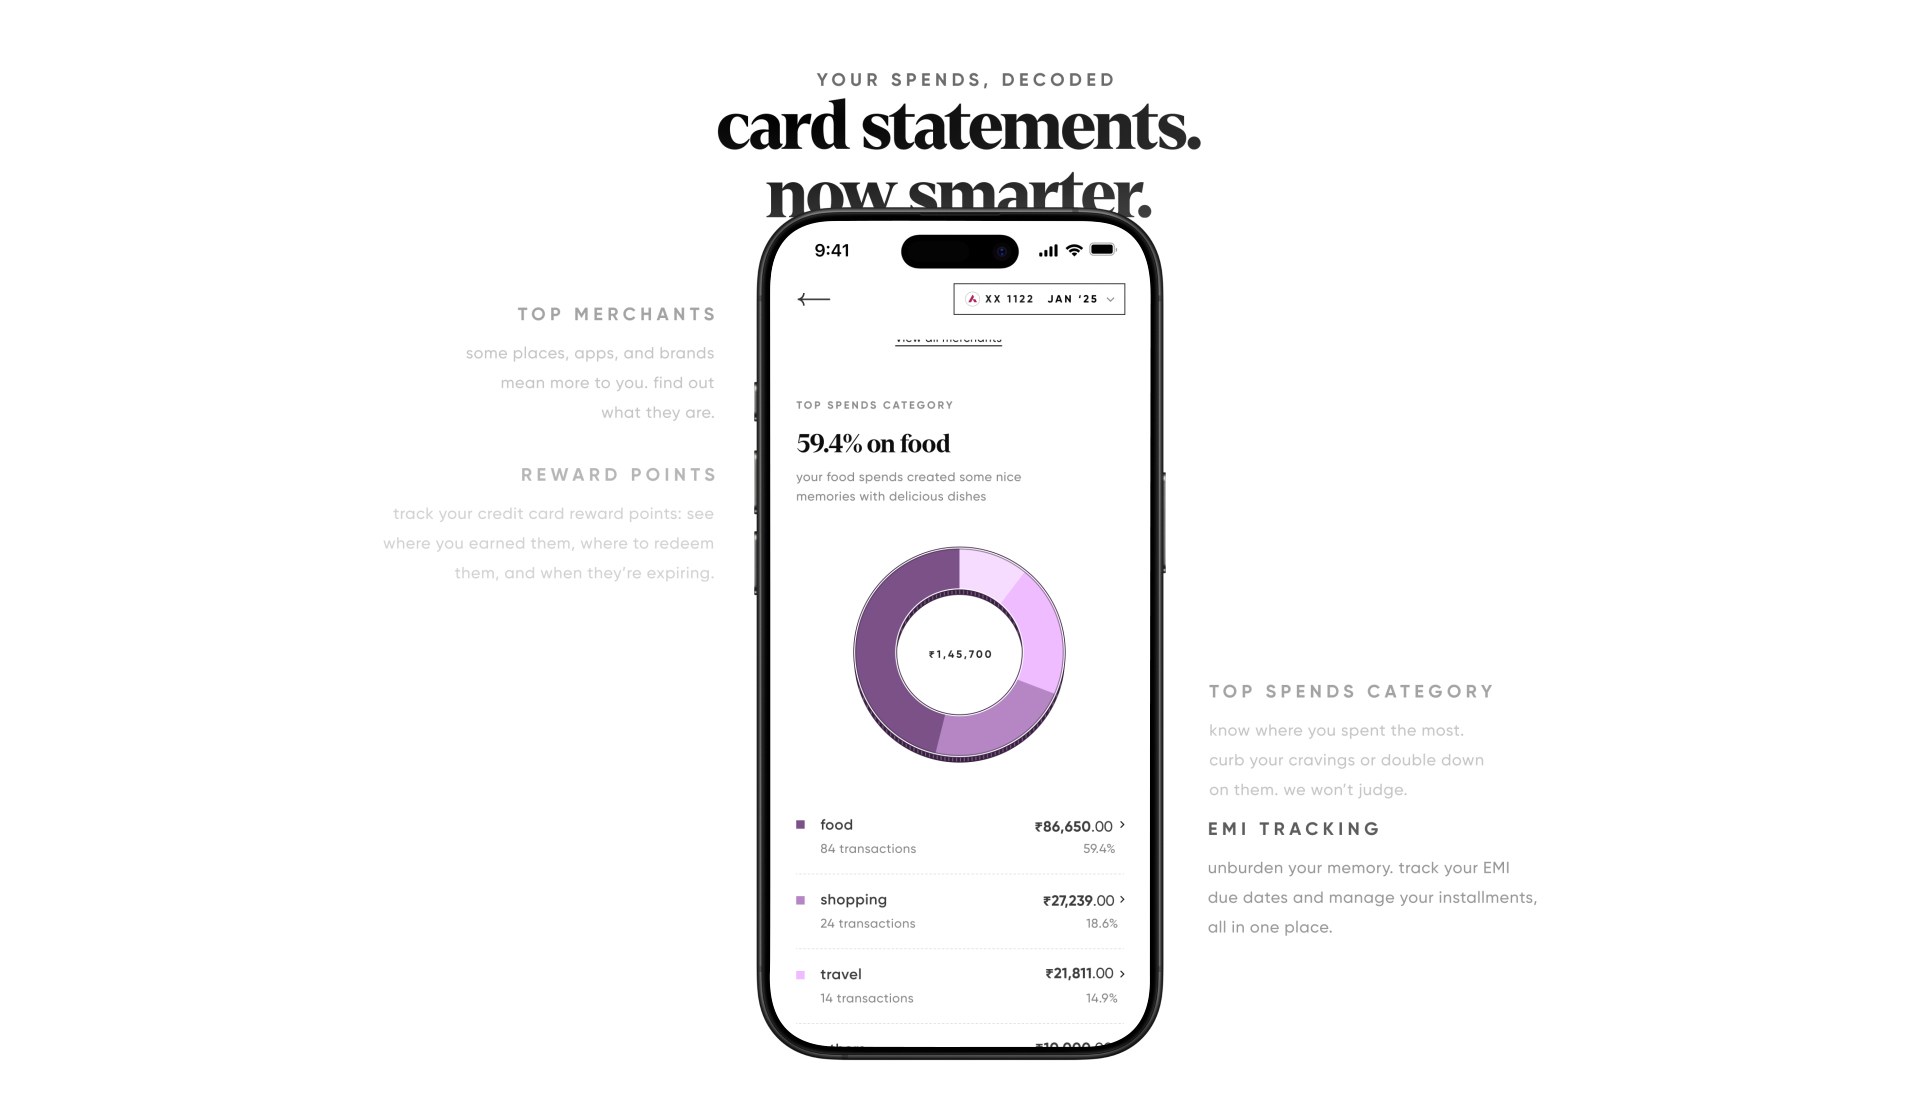 YOUR SPENDS, DECODED
card statements.
now smarter.
TOP MERCHANTS
some places, apps, and brands
mean more to you. find out
what they are.
REWARD POINTS
track your credit card reward points: see
where you earned them, where to redeem
them, and when they’re expiring.
9:41
XX 1122 JAN ‘25
view all merchants
TOP SPENDS CATEGORY
59.4% on food
your food spends created some nice
memories with delicious dishes
₹1,45,700
food ₹86,650.00
84 transactions 59.4%
shopping ₹27,239.00
24 transactions 18.6%
travel ₹21,811.00
14 transactions 14.9%
TOP SPENDS CATEGORY
know where you spent the most.
curb your cravings or double down
on them. we won’t judge.
EMI TRACKING
unburden your memory. track your EMI
due dates and manage your installments,
all in one place.